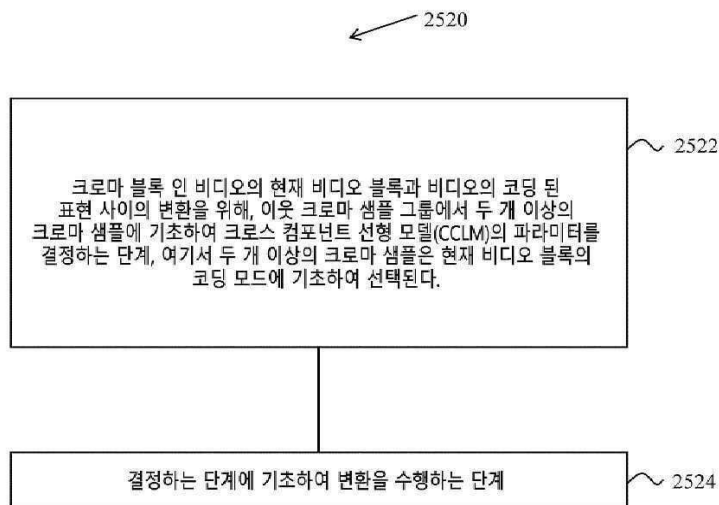 2520
크로마 블록 인 비디오의 현재 비디오 블록과 비디오의 코딩 된
표현 사이의 변환을 위해, 이웃 크로마 샘플 그룹에서 두 개 이상의
크로마 샘플에 기초하여 크로스 컴포넌트 선형 모델(CCLM)의 파라미터를
결정하는 단계, 여기서 두 개 이상의 크로마 샘플은 현재 비디오 블록의
코딩 모드에 기초하여 선택된다.
2522
결정하는 단계에 기초하여 변환을 수행하는 단계
2524